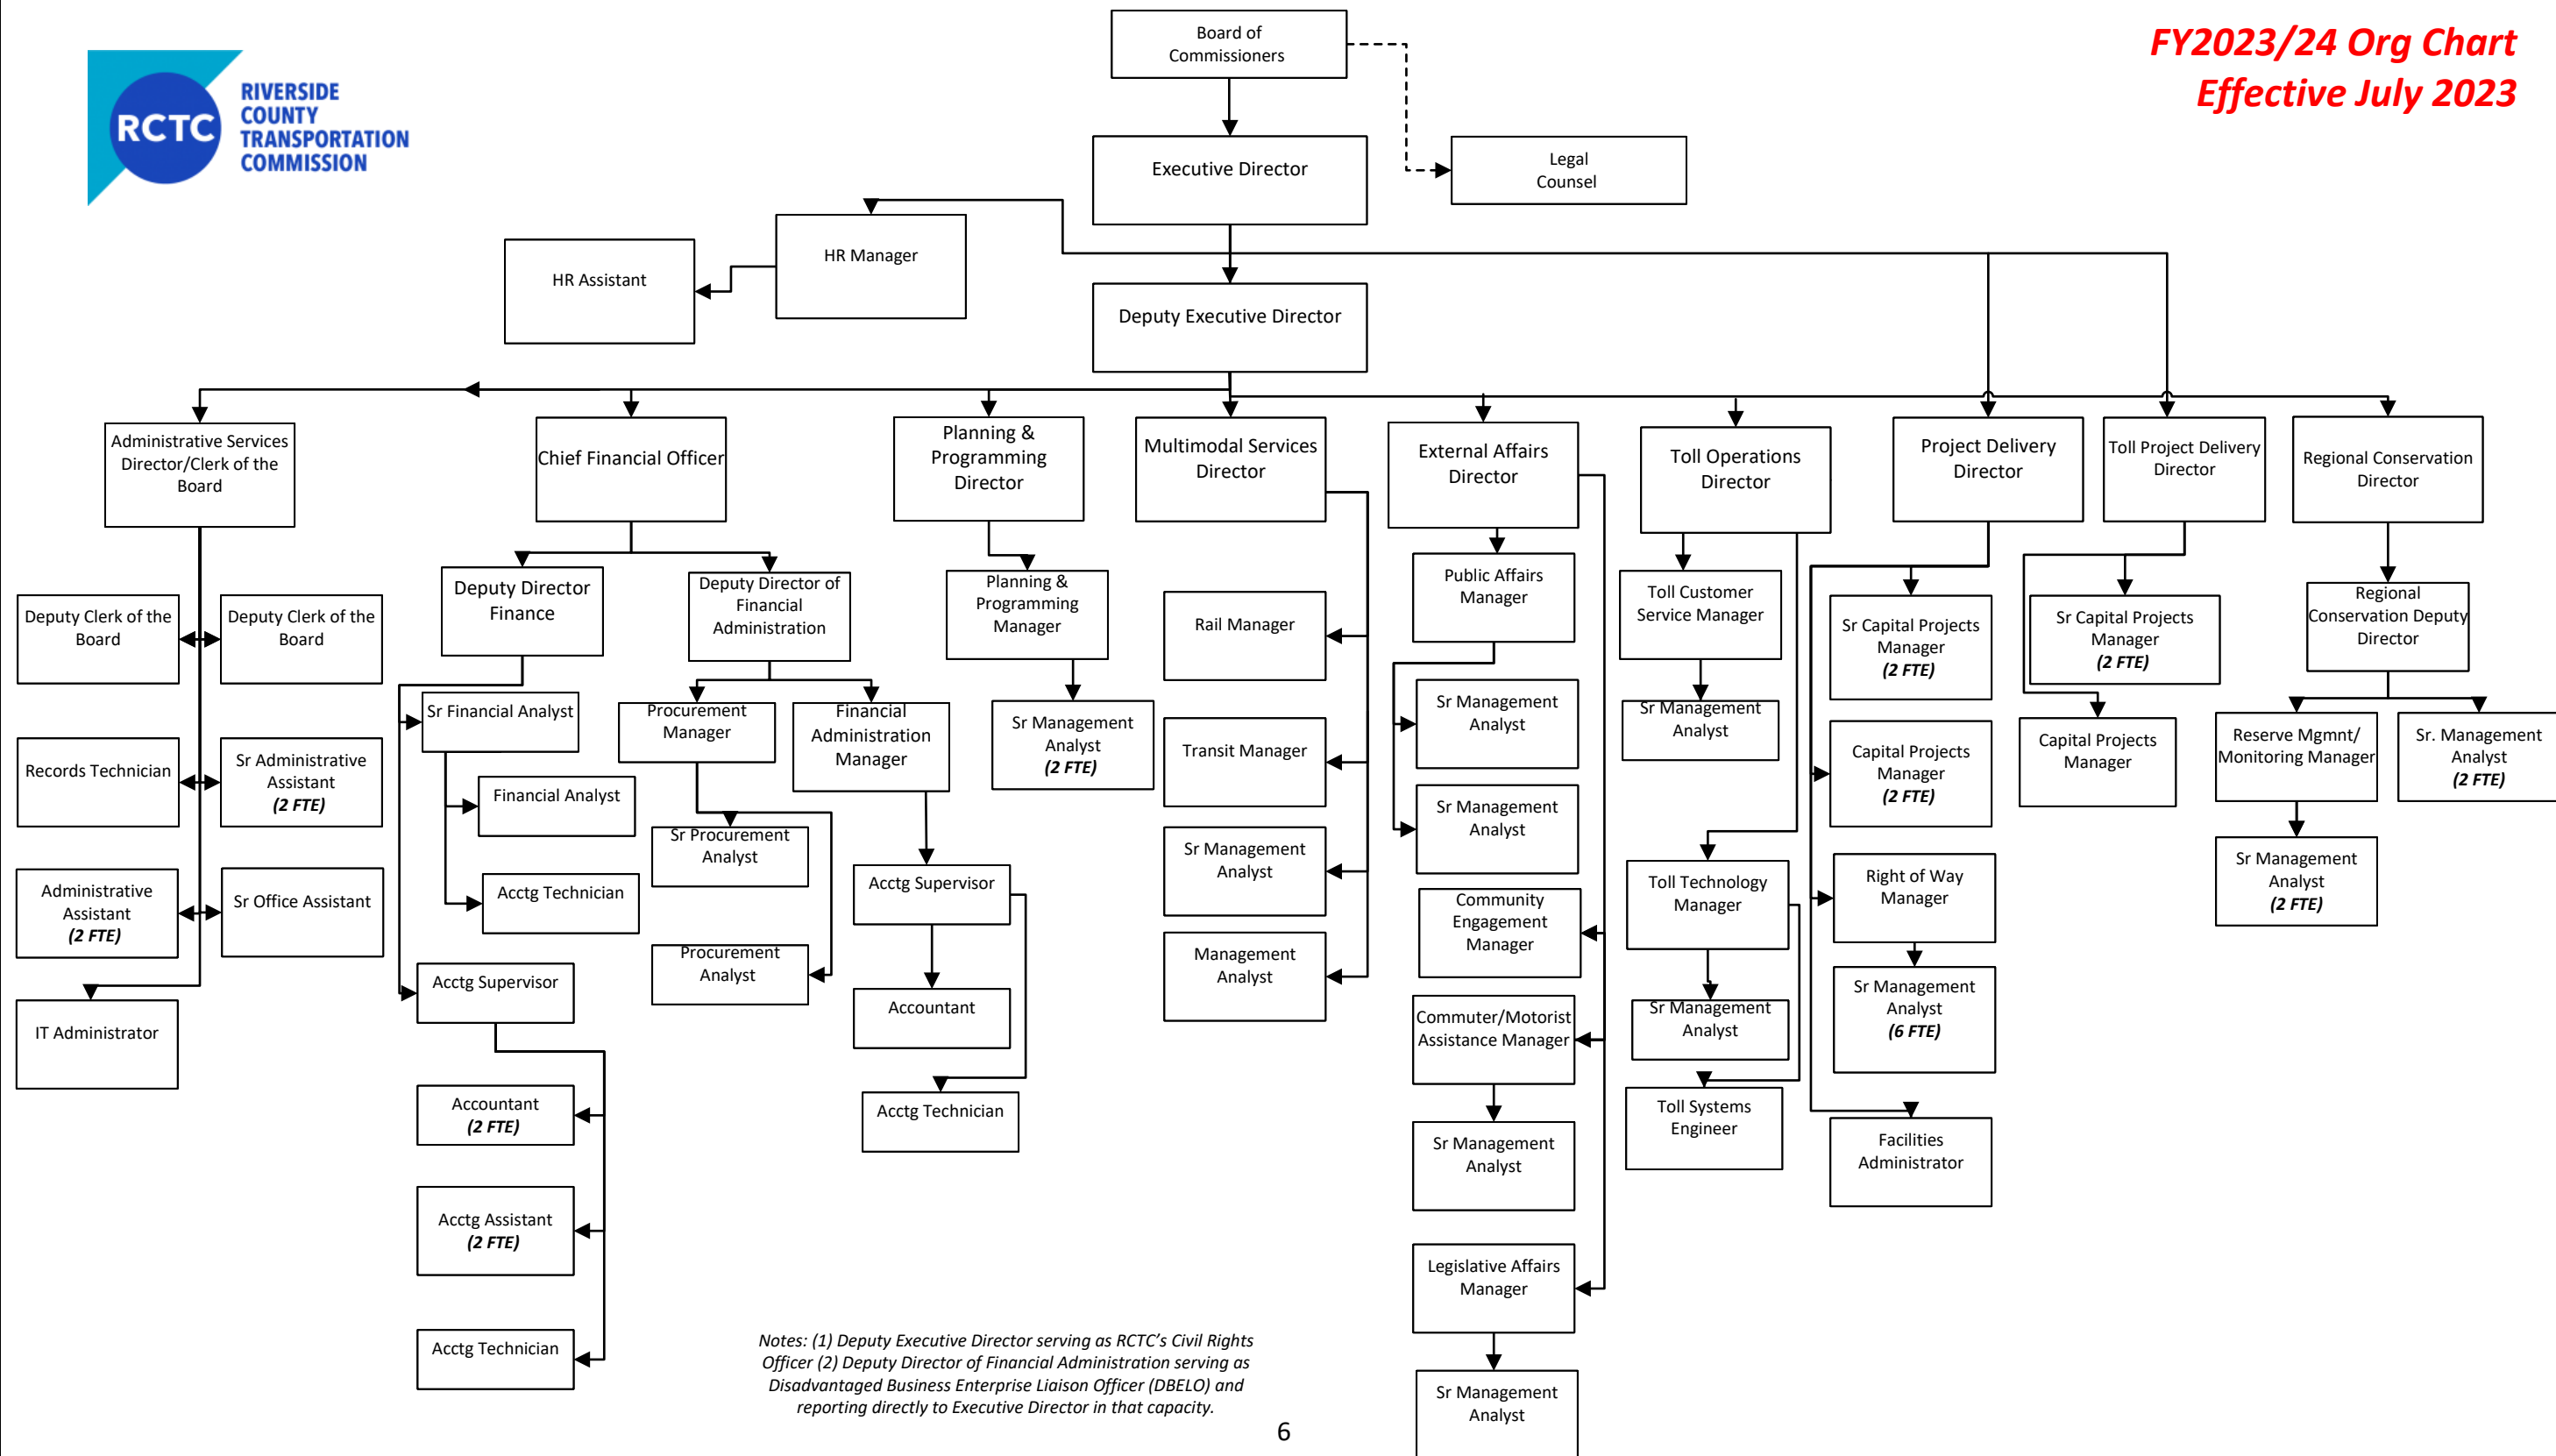 FY2023/24 Org Chart
Effective July 2023
RCTC
RIVERSIDE
COUNTY
TRANSPORTATION
COMMISSION
Board of
Commissioners
Executive Director
Legal
Counsel
HR Manager
HR Assistant
Deputy Executive Director
Administrative Services
Director/Clerk of the
Board
Chief Financial Officer
Planning &
Programming
Director
Multimodal Services
Director
External Affairs
Director
Toll Operations
Director
Project Delivery
Director
Toll Project Delivery
Director
Regional Conservation
Director
Deputy Clerk of the
Board
Deputy Clerk of the
Board
Records Technician
Sr Administrative
Assistant
(2 FTE)
Administrative
Assistant
(2 FTE)
Sr Office Assistant
IT Administrator
Deputy Director
Finance
Sr Financial Analyst
Financial Analyst
Acctg Technician
Acctg Supervisor
Accountant
(2 FTE)
Acctg Assistant
(2 FTE)
Acctg Technician
Deputy Director of
Financial
Administration
Procurement
Manager
Sr Procurement
Analyst
Procurement
Analyst
Financial
Administration
Manager
Acctg Supervisor
Accountant
Acctg Technician
Planning &
Programming
Manager
Sr Management
Analyst
(2 FTE)
Rail Manager
Transit Manager
Sr Management
Analyst
Management
Analyst
Public Affairs
Manager
Sr Management
Analyst
Sr Management
Analyst
Community
Engagement
Manager
Commuter/Motorist
Assistance Manager
Sr Management
Analyst
Legislative Affairs
Manager
Sr Management
Analyst
Toll Customer
Service Manager
Sr Management
Analyst
Toll Technology
Manager
Sr Management
Analyst
Toll Systems
Engineer
Sr Capital Projects
Manager
(2 FTE)
Capital Projects
Manager
(2 FTE)
Right of Way
Manager
Sr Management
Analyst
(6 FTE)
Facilities
Administrator
Sr Capital Projects
Manager
(2 FTE)
Capital Projects
Manager
Regional
Conservation Deputy
Director
Reserve Mgmnt/
Monitoring Manager
Sr. Management
Analyst
(2 FTE)
Sr Management
Analyst
(2 FTE)
Notes: (1) Deputy Executive Director serving as RCTC’s Civil Rights
Officer (2) Deputy Director of Financial Administration serving as
Disadvantaged Business Enterprise Liaison Officer (DBELO) and
reporting directly to Executive Director in that capacity.
6